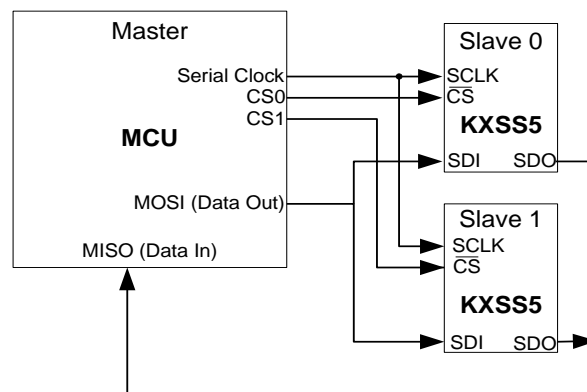 Master
Serial Clock
CS0
CS1
MCU
MOSI (Data Out)
MISO (Data In)
Slave 0
SCLK
CS
KXSS5
SDI SDO
Slave 1
SCLK
CS
KXSS5
SDI SDO